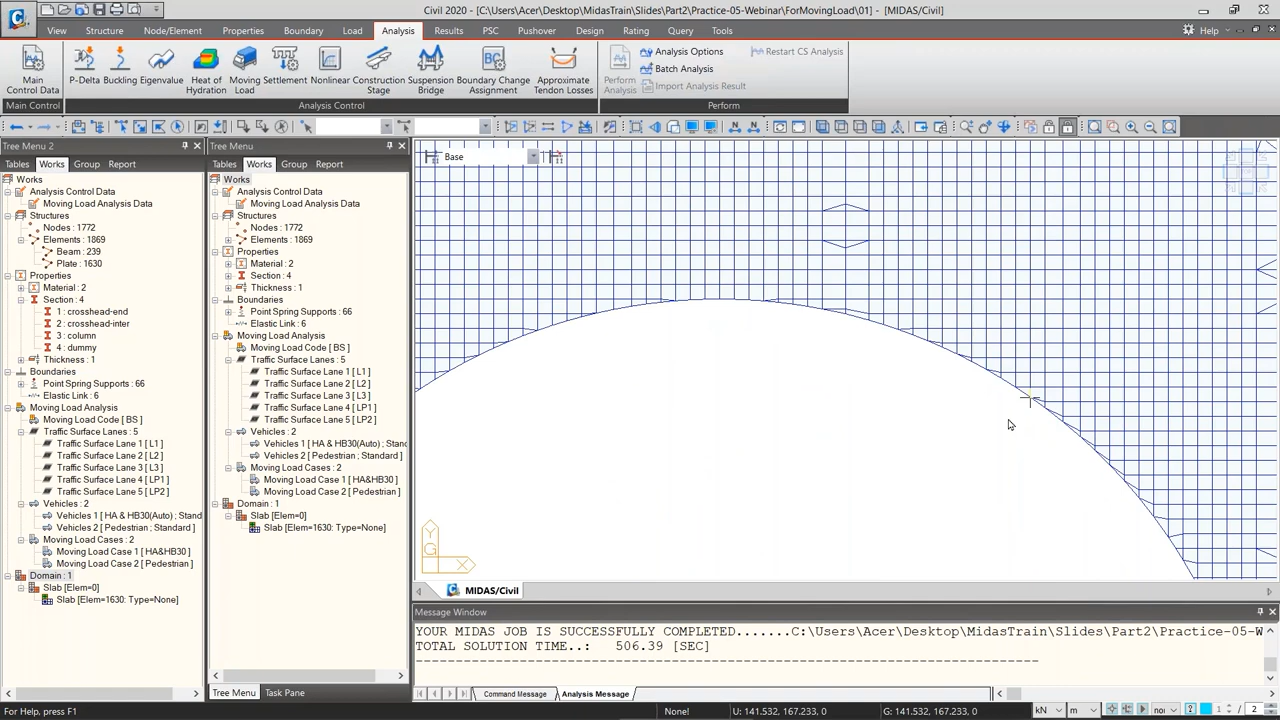 Civil 2020 - [C:\Users\Acer\Desktop\MidasTrain\Slides\Part2\Practice-05-Webinar\ForMovingLoad\01] - [MIDAS/Civil]
View Structure Node/Element Properties Boundary Load Analysis Results PSC Pushover Design Rating Query Tools Help
Main Control Data
P-Delta Buckling Eigenvalue Heat of Hydration Moving Load Settlement Nonlinear Construction Stage Suspension Bridge Boundary Change Assignment Approximate Tendon Losses
Perform Analysis
Analysis Options
Batch Analysis
Import Analysis Result
Restart CS Analysis
Main Control Analysis Control Perform
Tree Menu 2
Tables Works Group Report
Works
Analysis Control Data
Moving Load Analysis Data
Structures
Nodes : 1772
Elements : 1869
Beam : 239
Plate : 1630
Properties
Material : 2
Section : 4
1 : crosshead-end
2 : crosshead-inter
3 : column
4 : dummy
Thickness : 1
Boundaries
Point Spring Supports : 66
Elastic Link : 6
Moving Load Analysis
Moving Load Code [ BS ]
Traffic Surface Lanes : 5
Traffic Surface Lane 1 [ L1 ]
Traffic Surface Lane 2 [ L2 ]
Traffic Surface Lane 3 [ L3 ]
Traffic Surface Lane 4 [ LP1 ]
Traffic Surface Lane 5 [ LP2 ]
Vehicles : 2
Vehicles 1 [ HA & HB30(Auto) ; Stand
Vehicles 2 [ Pedestrian ; Standard ]
Moving Load Cases : 2
Moving Load Case 1 [ HA&HB30 ]
Moving Load Case 2 [ Pedestrian ]
Domain : 1
Slab [Elem=0]
Slab [Elem=1630: Type=None]
Tree Menu
Tables Works Group Report
Works
Analysis Control Data
Moving Load Analysis Data
Structures
Nodes : 1772
Elements : 1869
Properties
Material : 2
Section : 4
Thickness : 1
Boundaries
Point Spring Supports : 66
Elastic Link : 6
Moving Load Analysis
Moving Load Code [ BS ]
Traffic Surface Lanes : 5
Traffic Surface Lane 1 [ L1 ]
Traffic Surface Lane 2 [ L2 ]
Traffic Surface Lane 3 [ L3 ]
Traffic Surface Lane 4 [ LP1 ]
Traffic Surface Lane 5 [ LP2 ]
Vehicles : 2
Vehicles 1 [ HA & HB30(Auto) ; Stand
Vehicles 2 [ Pedestrian ; Standard ]
Moving Load Cases : 2
Moving Load Case 1 [ HA&HB30 ]
Moving Load Case 2 [ Pedestrian ]
Domain : 1
Slab [Elem=0]
Slab [Elem=1630: Type=None]
Tree Menu Task Pane
Base
Y
G
X
MIDAS/Civil
Message Window
YOUR MIDAS JOB IS SUCCESSFULLY COMPLETED.......C:\Users\Acer\Desktop\MidasTrain\Slides\Part2\Practice-05-W
TOTAL SOLUTION TIME..: 506.39 [SEC]
Command Message Analysis Message
For Help, press F1 None! U: 141.532, 167.233, 0 G: 141.532, 167.233, 0 kN m non 1 / 2